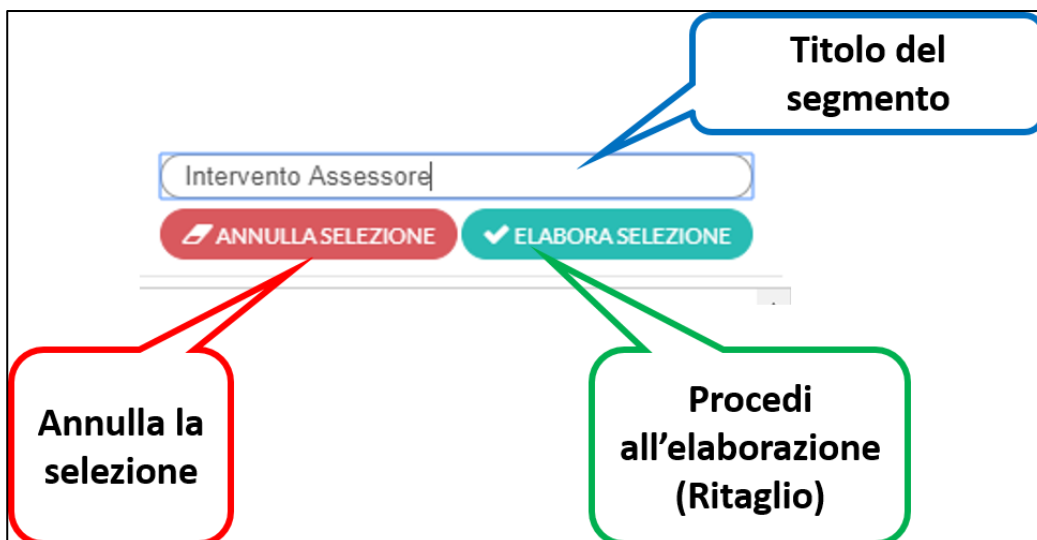 Titolo del
segmento
Intervento Assessore
ANNULLA SELEZIONE
ELABORA SELEZIONE
Annulla la
selezione
Procedi
all’elaborazione
(Ritaglio)